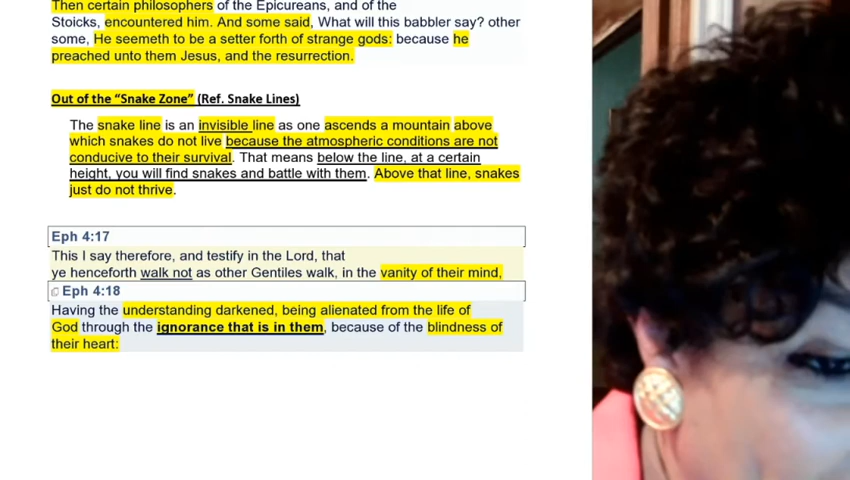 Then certain philosophers of the Epicureans, and of the
Stoicks, encountered him. And some said, What will this babbler say? other
some, He seemeth to be a setter forth of strange gods: because he
preached unto them Jesus, and the resurrection.
Out of the “Snake Zone” (Ref. Snake Lines)
The snake line is an invisible line as one ascends a mountain above
which snakes do not live because the atmospheric conditions are not
conducive to their survival. That means below the line, at a certain
height, you will find snakes and battle with them. Above that line, snakes
just do not thrive.
Eph 4:17
This I say therefore, and testify in the Lord, that
ye henceforth walk not as other Gentiles walk, in the vanity of their mind,
Eph 4:18
Having the understanding darkened, being alienated from the life of
God through the ignorance that is in them, because of the blindness of
their heart: